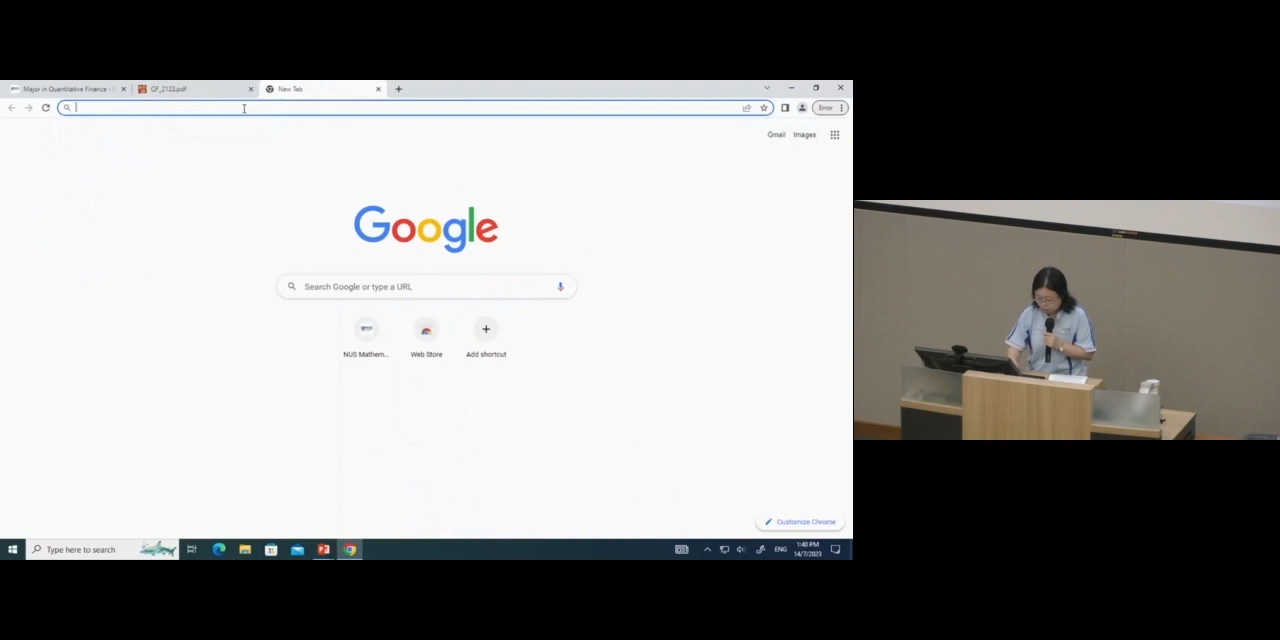 Major in Quantitative Finance -
QF_2122.pdf
New Tab
Error
Gmail Images
Google
Search Google or type a URL
NUS Mathem...
Web Store
Add shortcut
Customize Chrome
Type here to search
ENG
1:40 PM
14/7/2023